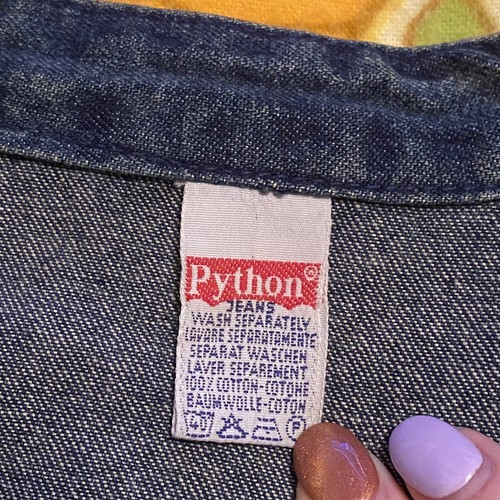 Python®
JEANS
WASH SEPARATELY
LAVARE SEPARATAMENTE
SEPARAT WASCHEN
LAVER SEPAREMENT
100% COTTON-COTONE
BAUMWOLLE-COTON